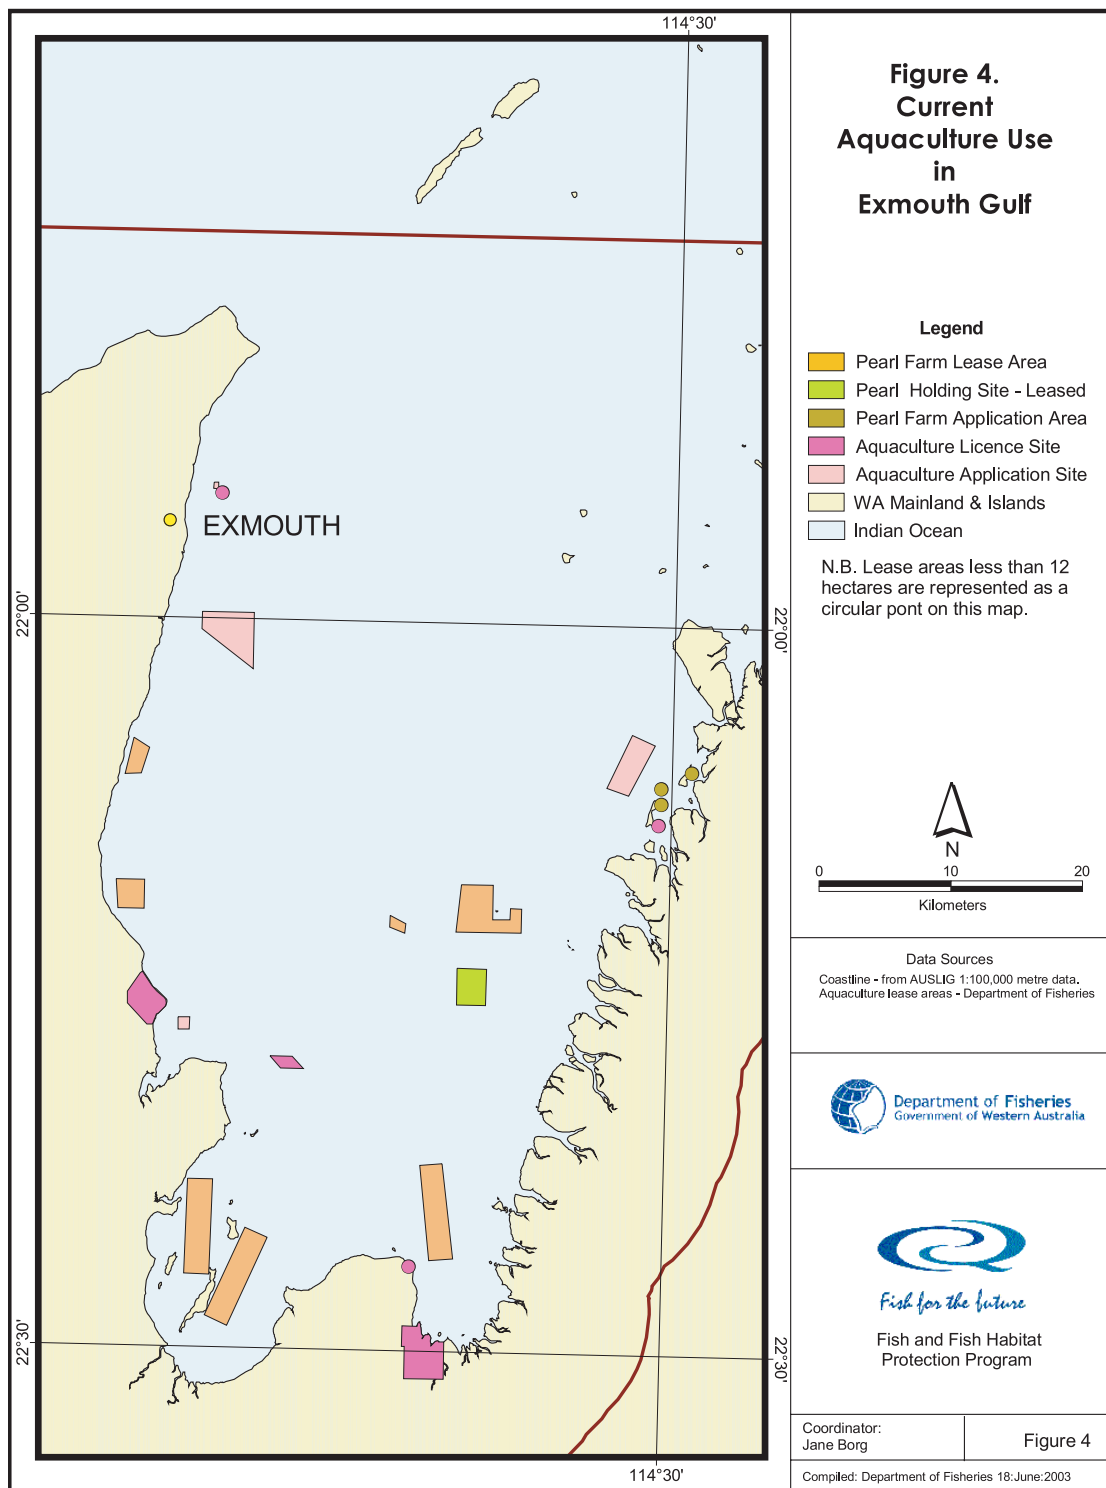 114°30'
Figure 4.
Current
Aquaculture Use
in
Exmouth Gulf
Legend
Pearl Farm Lease Area
Pearl Holding Site - Leased
Pearl Farm Application Area
Aquaculture Licence Site
Aquaculture Application Site
WA Mainland & Islands
Indian Ocean
N.B. Lease areas less than 12
hectares are represented as a
circular pont on this map.
EXMOUTH
22°00'
22°00'
N
0 10 20
Kilometers
Data Sources
Coastline - from AUSLIG 1:100,000 metre data.
Aquaculture lease areas - Department of Fisheries
Department of Fisheries
Government of Western Australia
Fish for the future
Fish and Fish Habitat
Protection Program
22°30'
22°30'
114°30'
Coordinator:
Jane Borg
Figure 4
Compiled: Department of Fisheries 18:June:2003